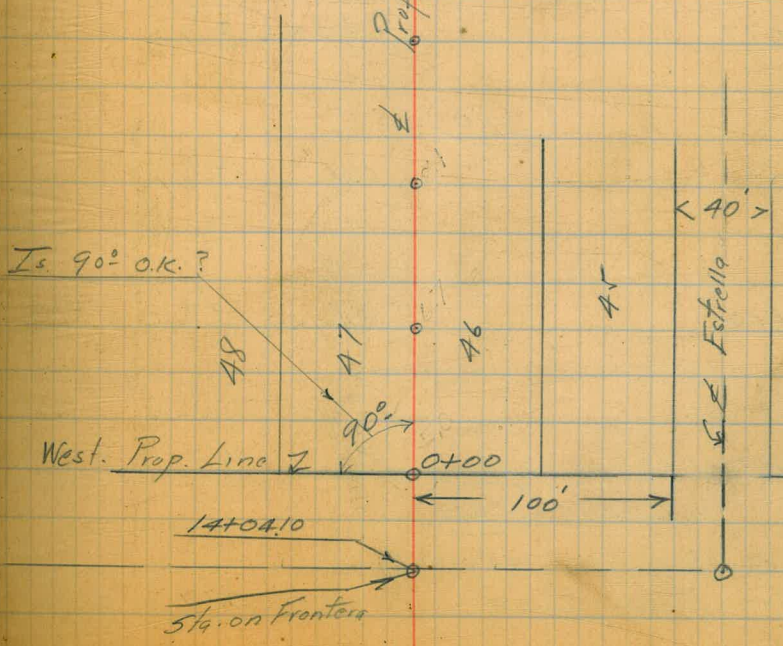 Prop
℄
< 40' >
Is 90° O.K.?
48
47
46
45
℄ Estrella
90°
West. Prop. Line
0+00
100'
14+04.10
Sta. on Frontera